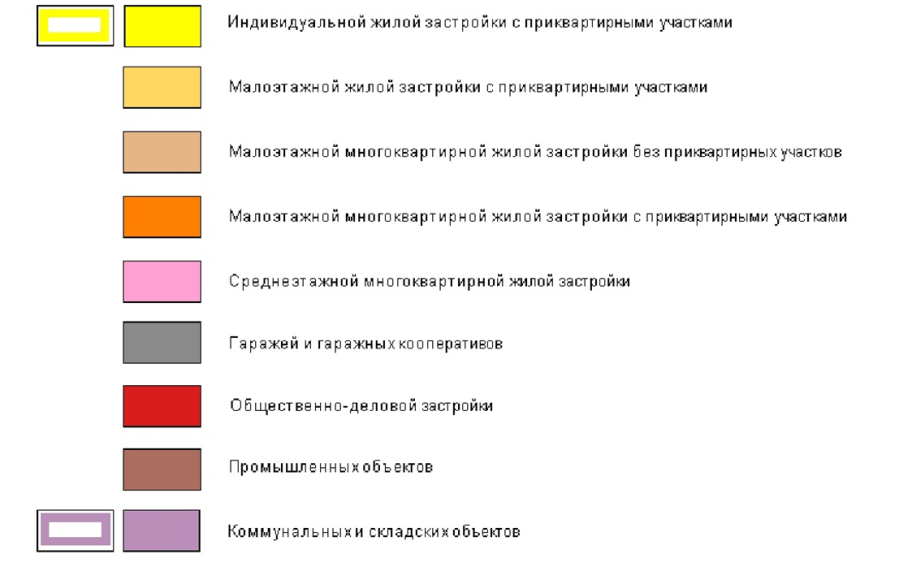 Индивидуальной жилой застройки с приквартирными участками
Малоэтажной жилой застройки с приквартирными участками
Малоэтажной многоквартирной жилой застройки без приквартирных участков
Малоэтажной многоквартирной жилой застройки с приквартирными участками
Среднеэтажной многоквартирной жилой застройки
Гаражей и гаражных кооперативов
Общественно-деловой застройки
Промышленных объектов
Коммунальных и складских объектов